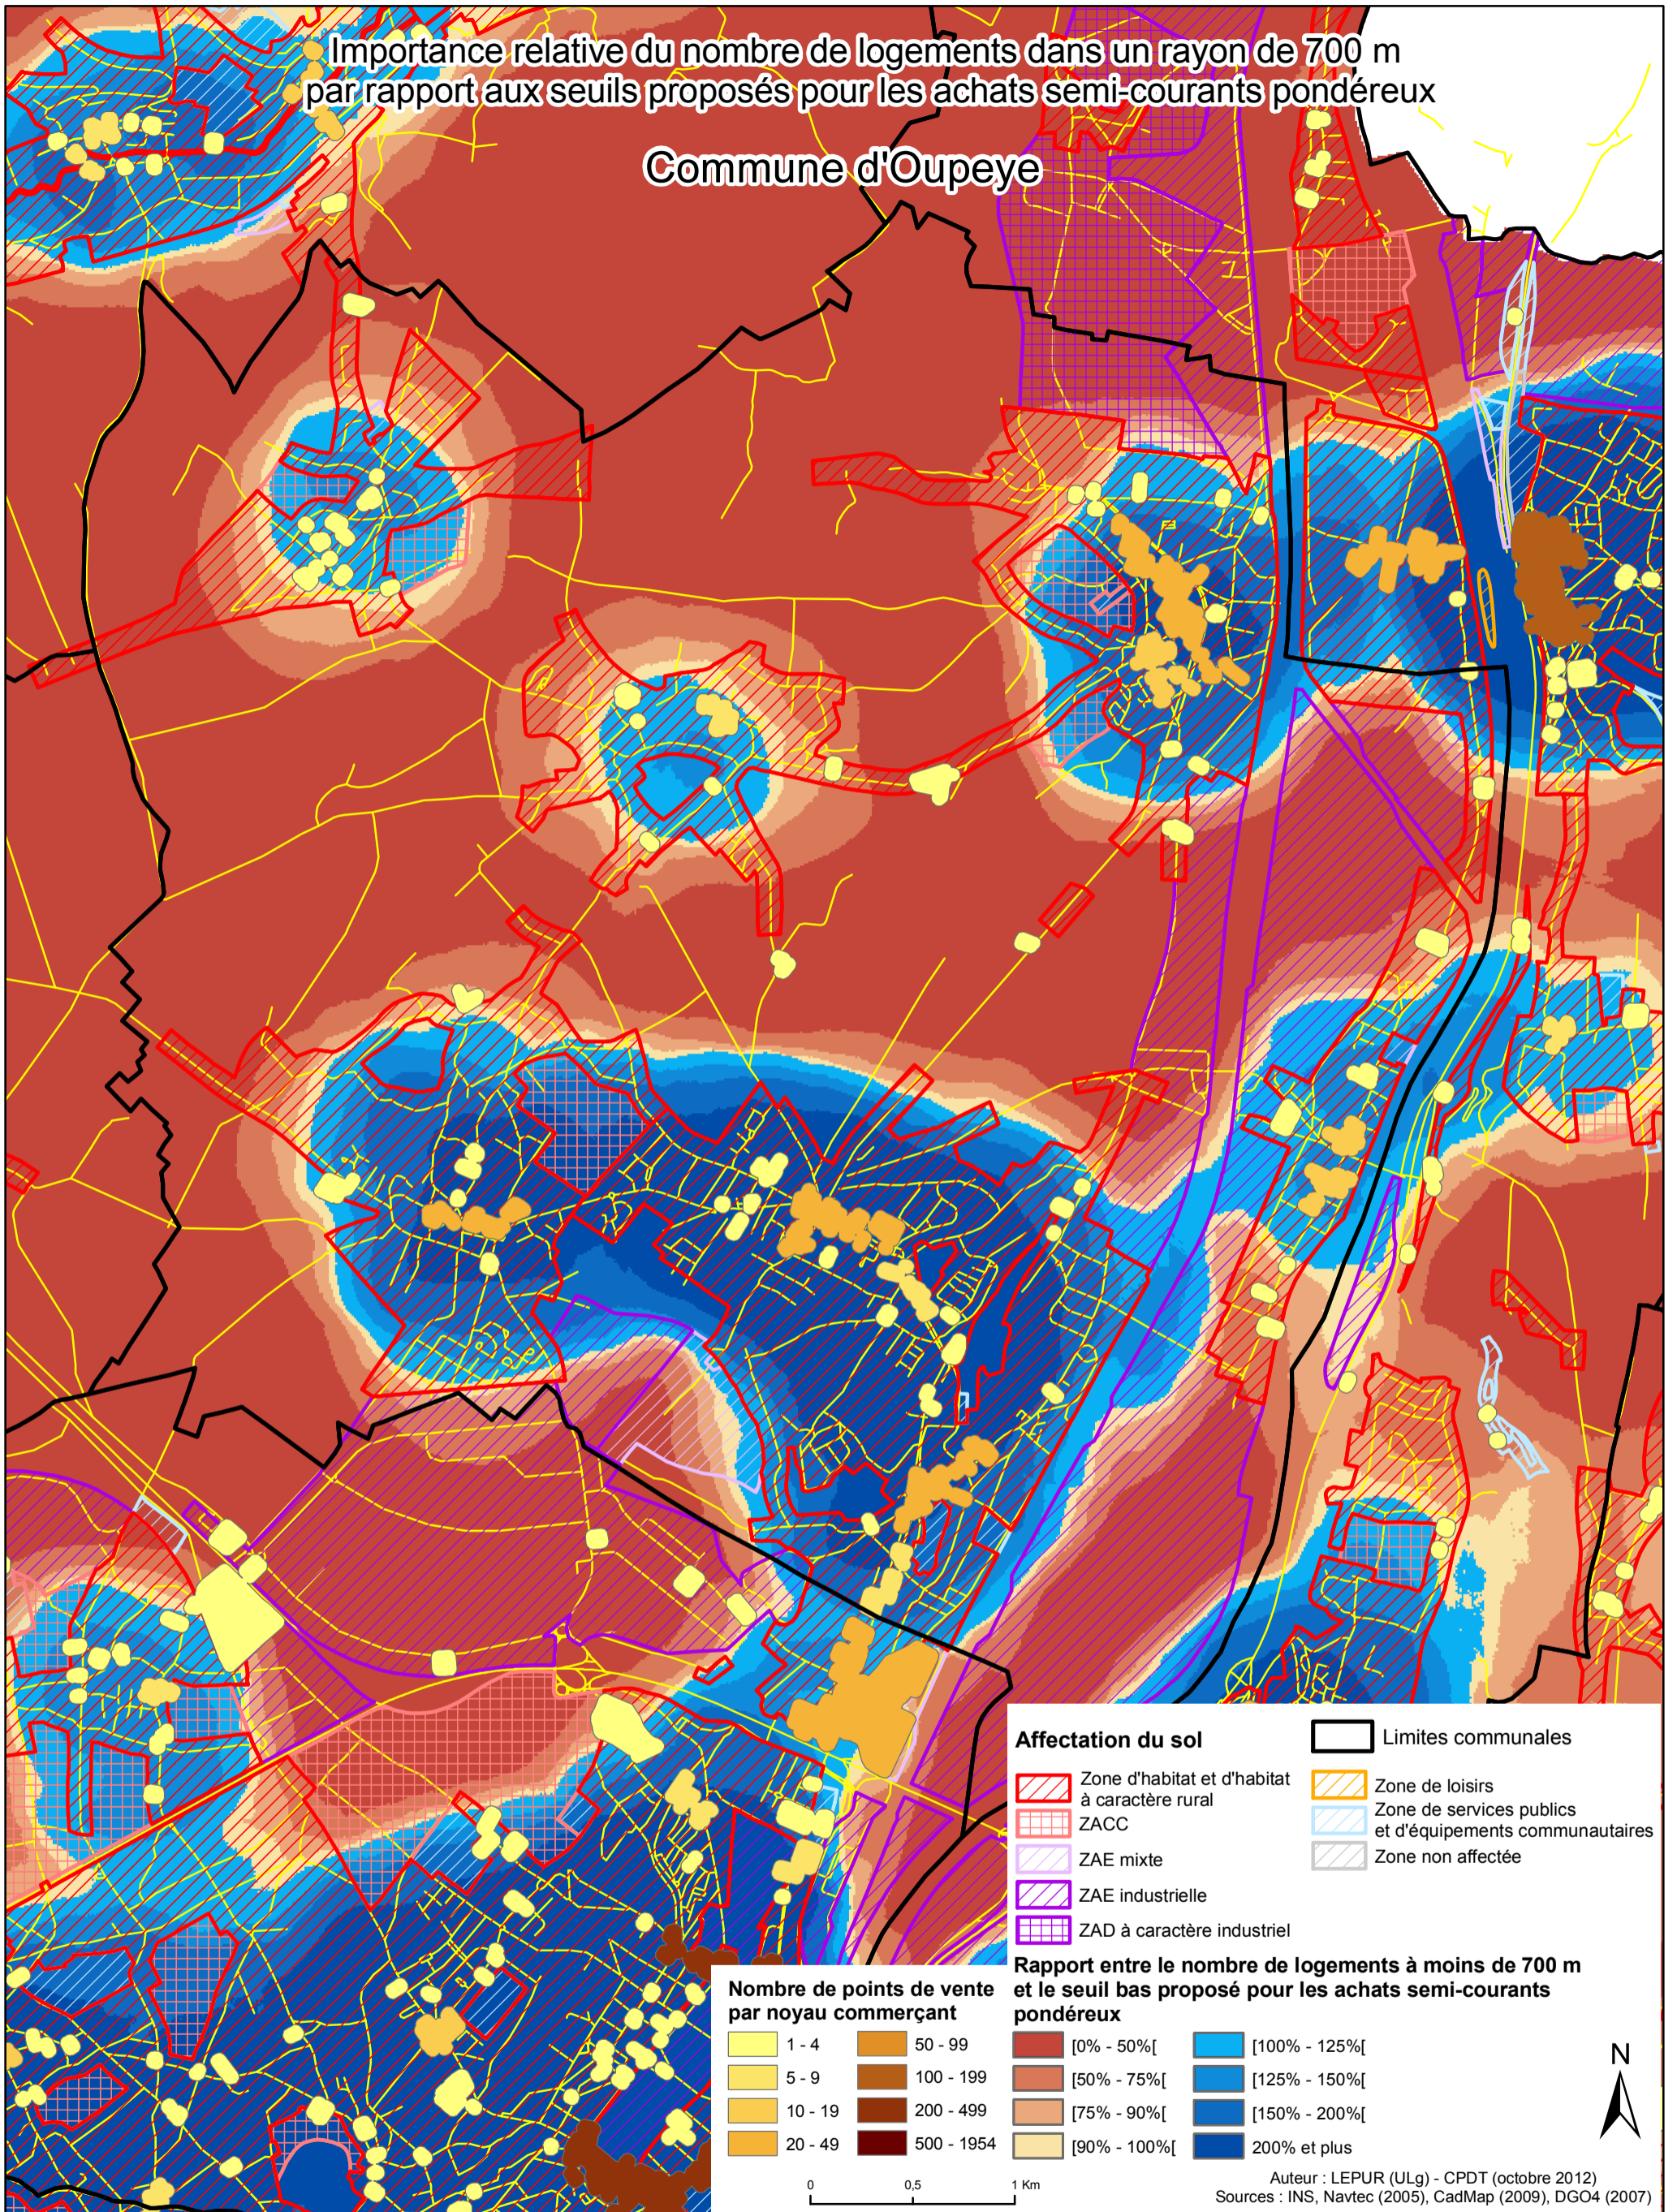 Importance relative du nombre de logements dans un rayon de 700 m
par rapport aux seuils proposés pour les achats semi-courants pondéreux
Commune d'Oupeye
Affectation du sol
Zone d'habitat et d'habitat
à caractère rural
ZACC
ZAE mixte
ZAE industrielle
ZAD à caractère industriel
Limites communales
Zone de loisirs
Zone de services publics
et d'équipements communautaires
Zone non affectée
Rapport entre le nombre de logements à moins de 700 m
et le seuil bas proposé pour les achats semi-courants
pondéreux
[0% - 50%[
[50% - 75%[
[75% - 90%[
[90% - 100%[
[100% - 125%[
[125% - 150%[
[150% - 200%[
200% et plus
Nombre de points de vente
par noyau commerçant
1 - 4
5 - 9
10 - 19
20 - 49
50 - 99
100 - 199
200 - 499
500 - 1954
0 0,5 1 Km
N
Auteur : LEPUR (ULg) - CPDT (octobre 2012)
Sources : INS, Navtec (2005), CadMap (2009), DGO4 (2007)